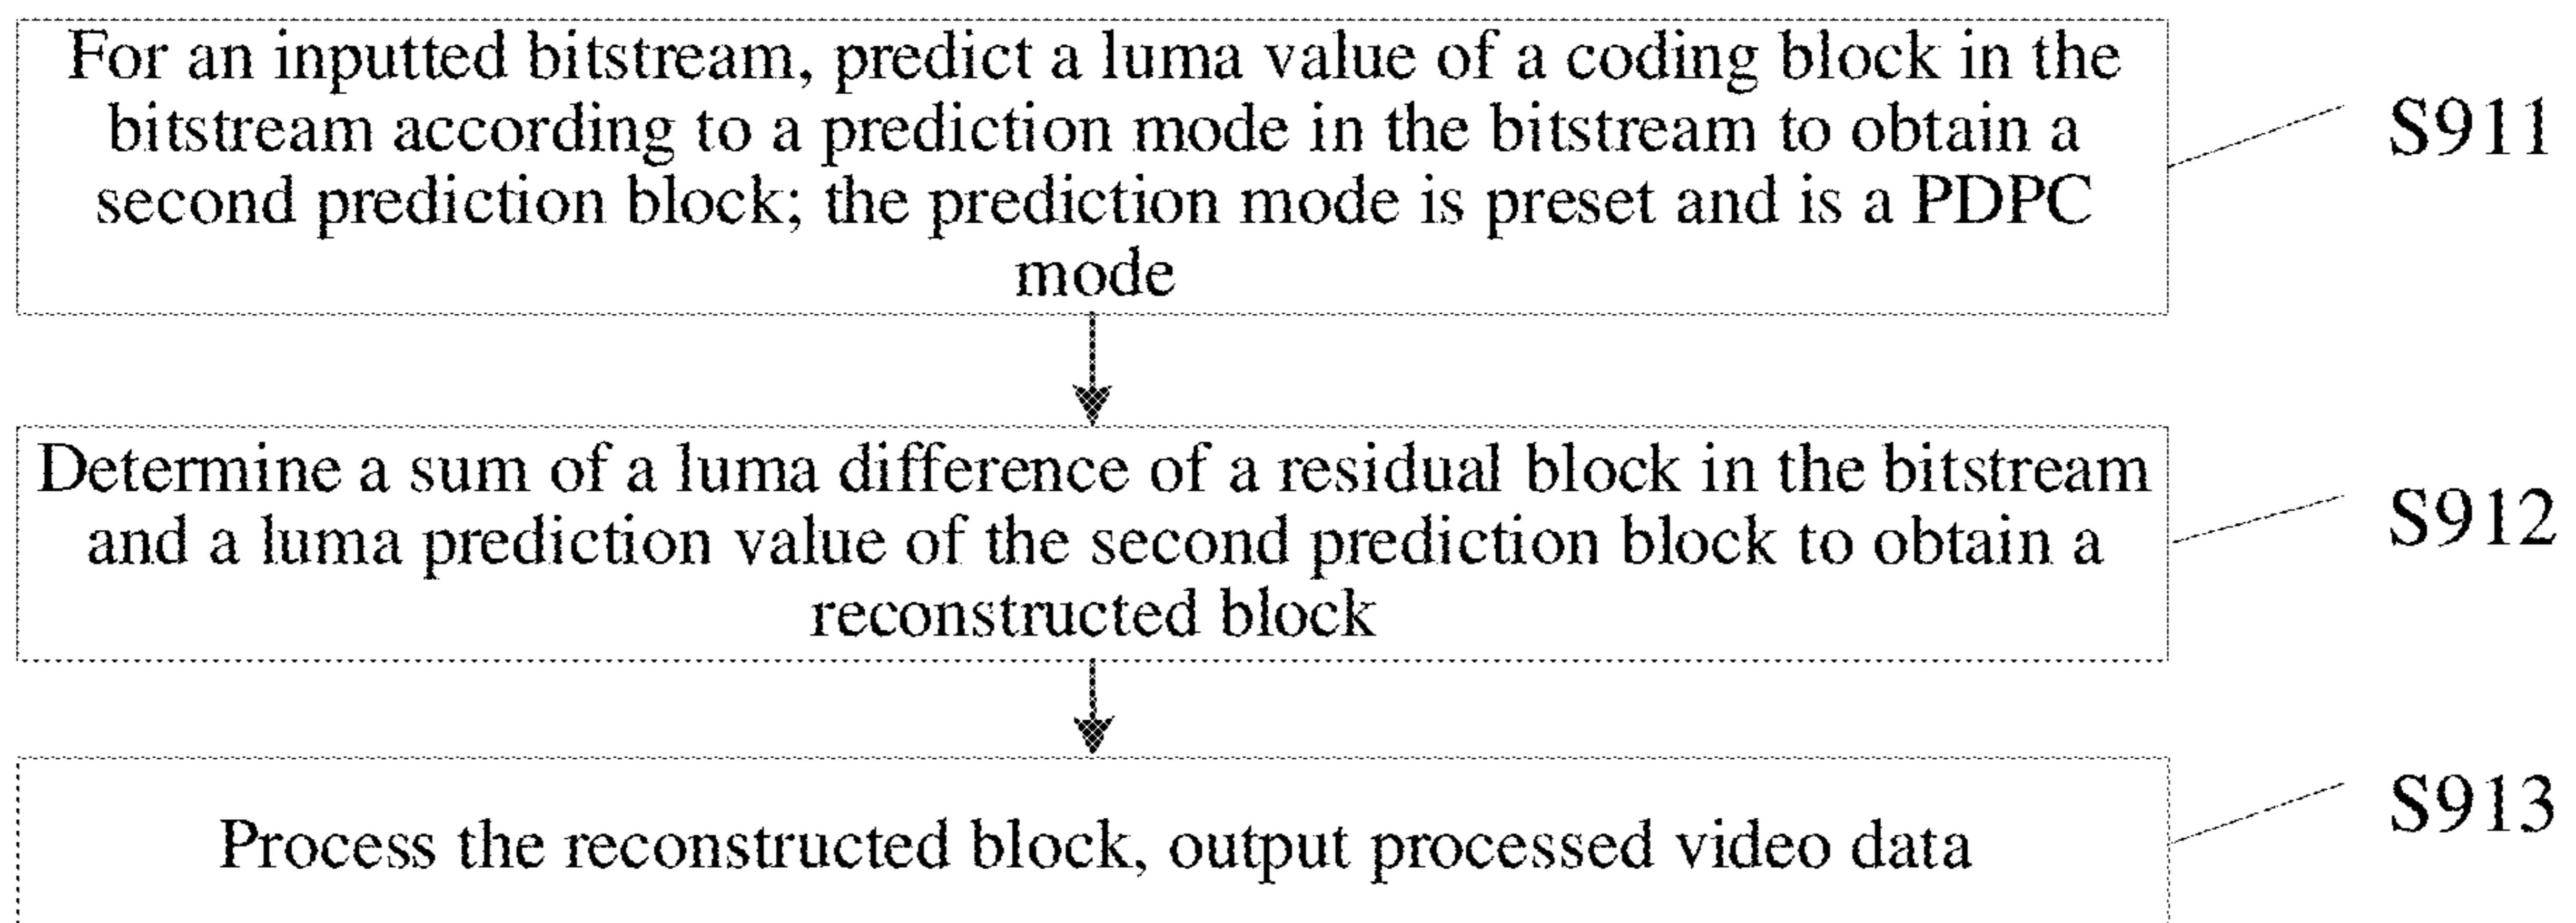 For an inputted bitstream, predict a luma value of a coding block in the
bitstream according to a prediction mode in the bitstream to obtain a
second prediction block; the prediction mode is preset and is a PDPC
mode
S911
Determine a sum of a luma difference of a residual block in the bitstream
and a luma prediction value of the second prediction block to obtain a
reconstructed block
S912
Process the reconstructed block, output processed video data
S913